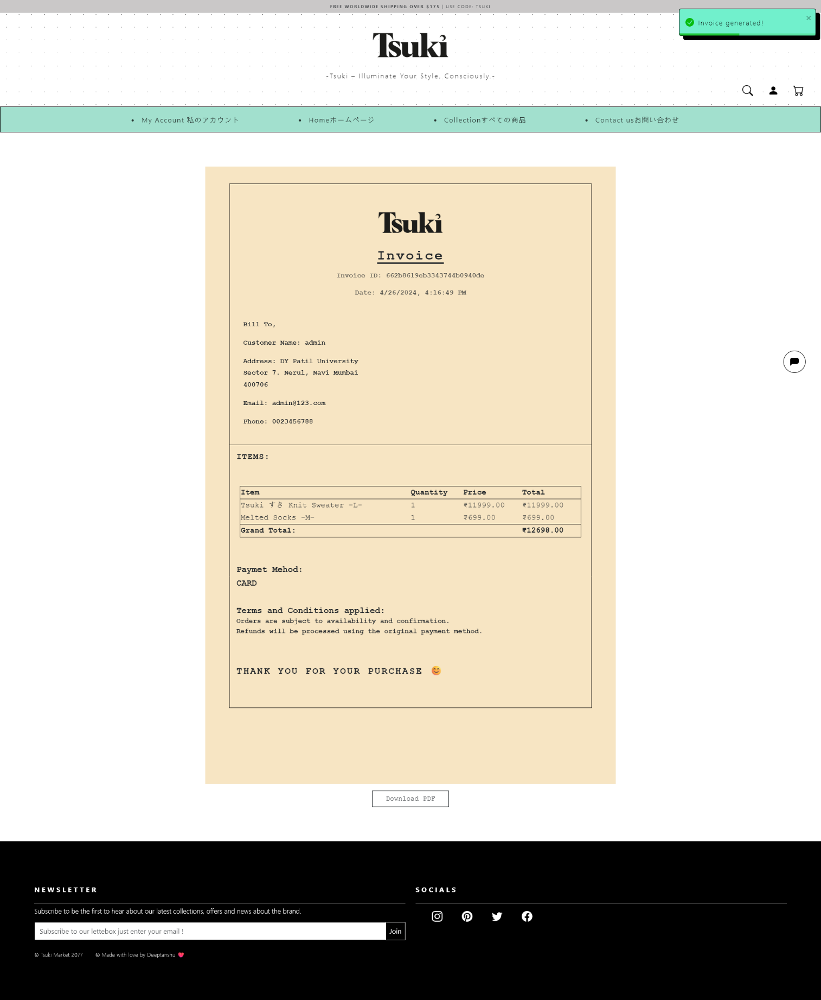 FREE WORLDWIDE SHIPPING OVER $175 | USE CODE: TSUKI
Invoice generated!
Tsuki
-Tsuki – Illuminate Your Style, Consciously.-
• My Account 私のアカウント • Homeホームページ • Collectionすべての商品 • Contact usお問い合わせ
Tsuki
Invoice
Invoice ID: 662b8619eb3343744b0940de
Date: 4/26/2024, 4:16:49 PM
Bill To,
Customer Name: admin
Address: DY Patil University
Sector 7. Nerul, Navi Mumbai
400706
Email: admin@123.com
Phone: 0023456788
ITEMS:
Item Quantity Price Total
Tsuki すき Knit Sweater -L- 1 ₹11999.00 ₹11999.00
Melted Socks -M- 1 ₹699.00 ₹699.00
Grand Total: ₹12698.00
Paymet Mehod:
CARD
Terms and Conditions applied:
Orders are subject to availability and confirmation.
Refunds will be processed using the original payment method.
THANK YOU FOR YOUR PURCHASE 😊
Download PDF
NEWSLETTER
Subscribe to be the first to hear about our latest collections, offers and news about the brand.
Subscribe to our lettebox just enter your email !
Join
© Tsuki Market 2077 © Made with love by Deeptanshu ❤️
SOCIALS